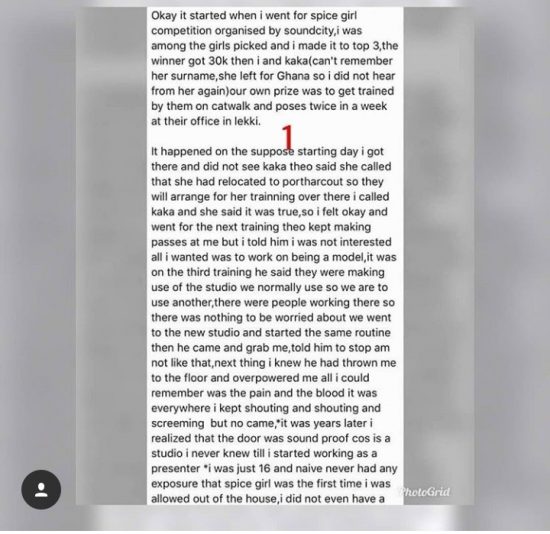 Okay it started when i went for spice girl
competition organised by soundcity,i was
among the girls picked and i made it to top 3,the
winner got 30k then i and kaka(can't remember
her surname,she left for Ghana so i did not hear
from her again)our own prize was to get trained
by them on catwalk and poses twice in a week
at their office in lekki.
1
It happened on the suppose starting day i got
there and did not see kaka theo said she called
that she had relocated to portharcout so they
will arrange for her trainning over there i called
kaka and she said it was true,so i felt okay and
went for the next training theo kept making
passes at me but i told him i was not interested
all i wanted was to work on being a model,it was
on the third training he said they were making
use of the studio we normally use so we are to
use another,there were people working there so
there was nothing to be worried about we went
to the new studio and started the same routine
then he came and grab me,told him to stop am
not like that,next thing i knew he had thrown me
to the floor and overpowered me all i could
remember was the pain and the blood it was
everywhere i kept shouting and shouting and
screeming but no came,*it was years later i
realized that the door was sound proof cos is a
studio i never knew till i started working as a
presenter *i was just 16 and naive never had any
exposure that spice girl was the first time i was
allowed out of the house,i did not even have a
PhotoGrid